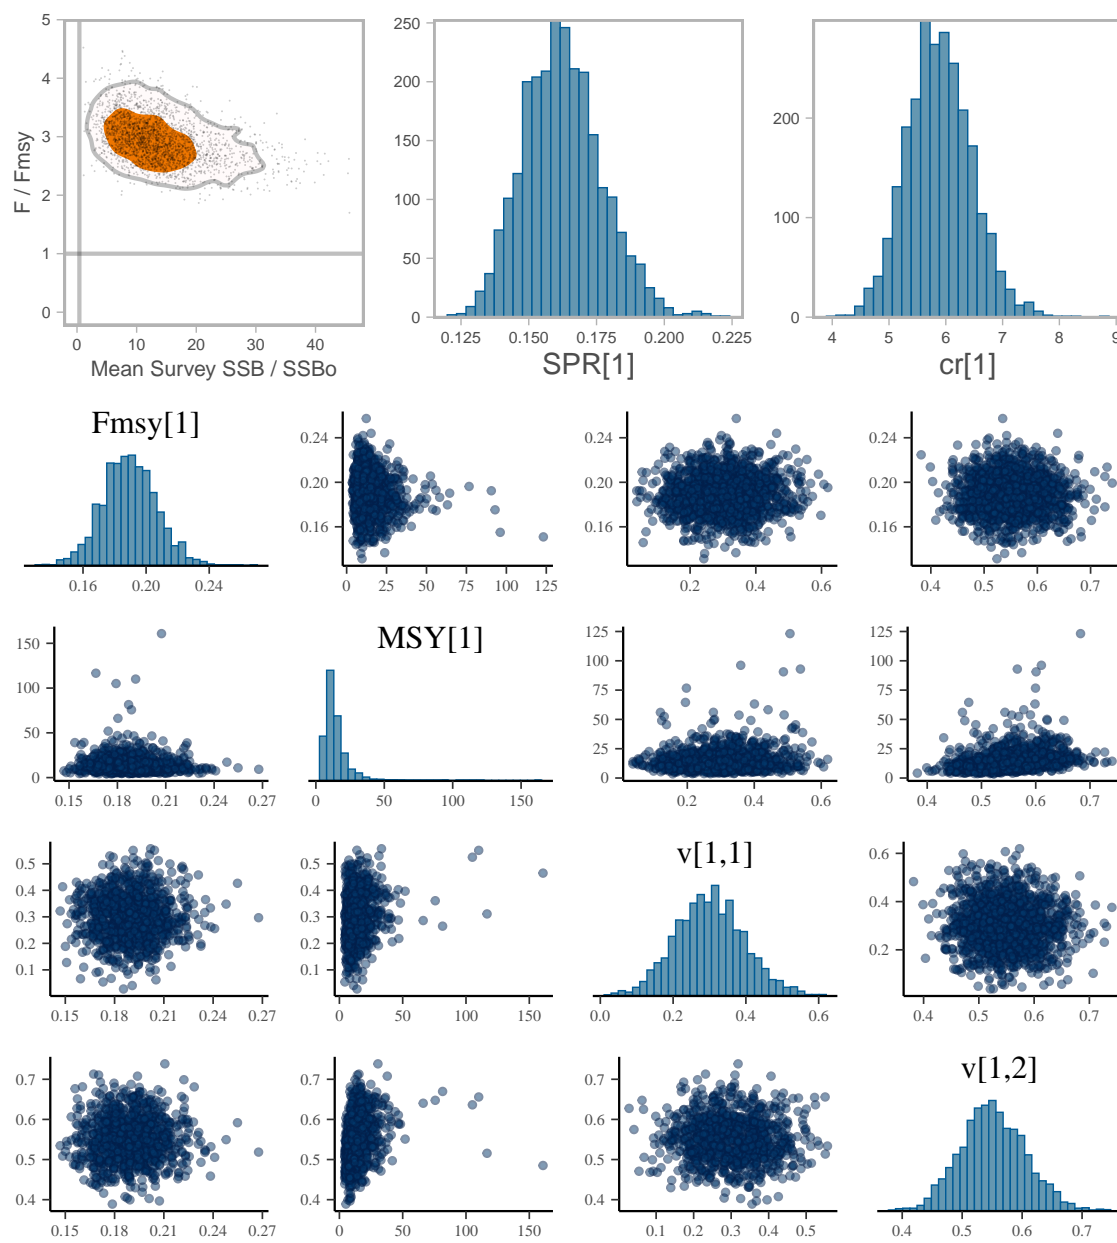 5
4
3
2
1
0
F / Fmsy
0 10 20 30 40
Mean Survey SSB / SSBo
250
200
150
100
50
0
0.125 0.150 0.175 0.200 0.225
SPR[1]
200
100
0
4 5 6 7 8 9
cr[1]
Fmsy[1]
0.16 0.20 0.24
0.24
0.20
0.16
0 25 50 75 100 125
0.24
0.20
0.16
0.2 0.4 0.6
0.24
0.20
0.16
0.4 0.5 0.6 0.7
150
100
50
0
0.15 0.18 0.21 0.24 0.27
MSY[1]
0 50 100 150
125
100
75
50
25
0
0.2 0.4 0.6
125
100
75
50
25
0
0.4 0.5 0.6 0.7
0.5
0.4
0.3
0.2
0.1
0.15 0.18 0.21 0.24 0.27
0.5
0.4
0.3
0.2
0.1
0 50 100 150
v[1,1]
0.0 0.2 0.4 0.6
0.6
0.4
0.2
0.4 0.5 0.6 0.7
0.7
0.6
0.5
0.4
0.15 0.18 0.21 0.24 0.27
0.7
0.6
0.5
0.4
0 50 100 150
0.7
0.6
0.5
0.4
0.1 0.2 0.3 0.4 0.5
v[1,2]
0.4 0.5 0.6 0.7